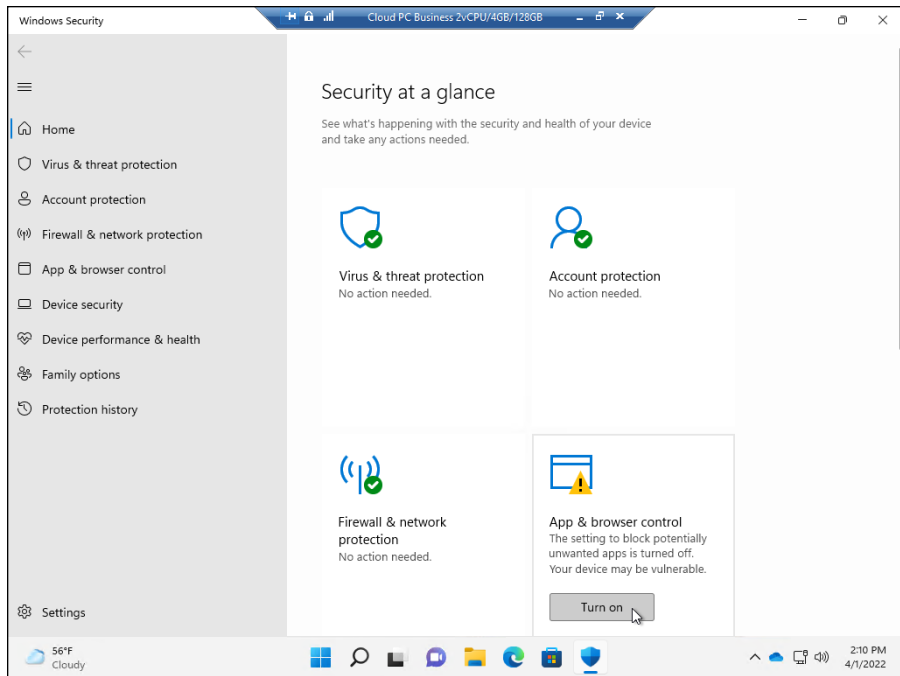 Windows Security
Cloud PC Business 2vCPU/4GB/128GB
Home
Virus & threat protection
Account protection
Firewall & network protection
App & browser control
Device security
Device performance & health
Family options
Protection history
Settings
Security at a glance
See what's happening with the security and health of your device
and take any actions needed.
Virus & threat protection
No action needed.
Account protection
No action needed.
Firewall & network
protection
No action needed.
App & browser control
The setting to block potentially
unwanted apps is turned off.
Your device may be vulnerable.
Turn on
56°F
Cloudy
2:10 PM
4/1/2022